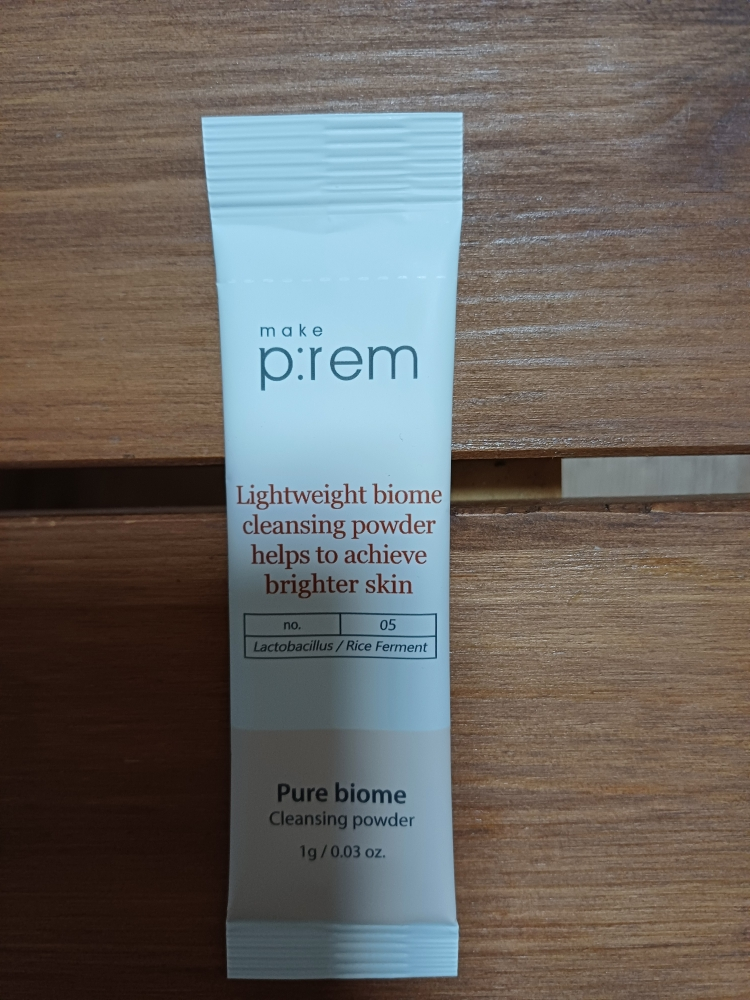 make
p:rem
Lightweight biome
cleansing powder
helps to achieve
brighter skin
no. 05
Lactobacillus / Rice Ferment
Pure biome
Cleansing powder
1g / 0.03 oz.